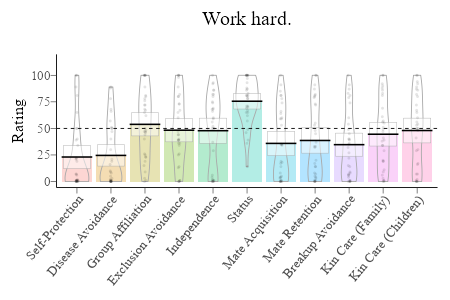 Work hard.
Rating
100
75
50
25
0
Self-Protection
Disease Avoidance
Group Affiliation
Exclusion Avoidance
Independence
Status
Mate Acquisition
Mate Retention
Breakup Avoidance
Kin Care (Family)
Kin Care (Children)